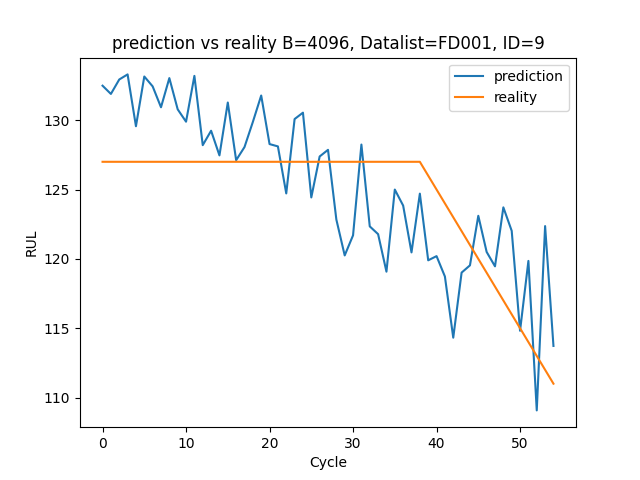 prediction vs reality B=4096, Datalist=FD001, ID=9
prediction
reality
RUL
130
125
120
115
110
0 10 20 30 40 50
Cycle